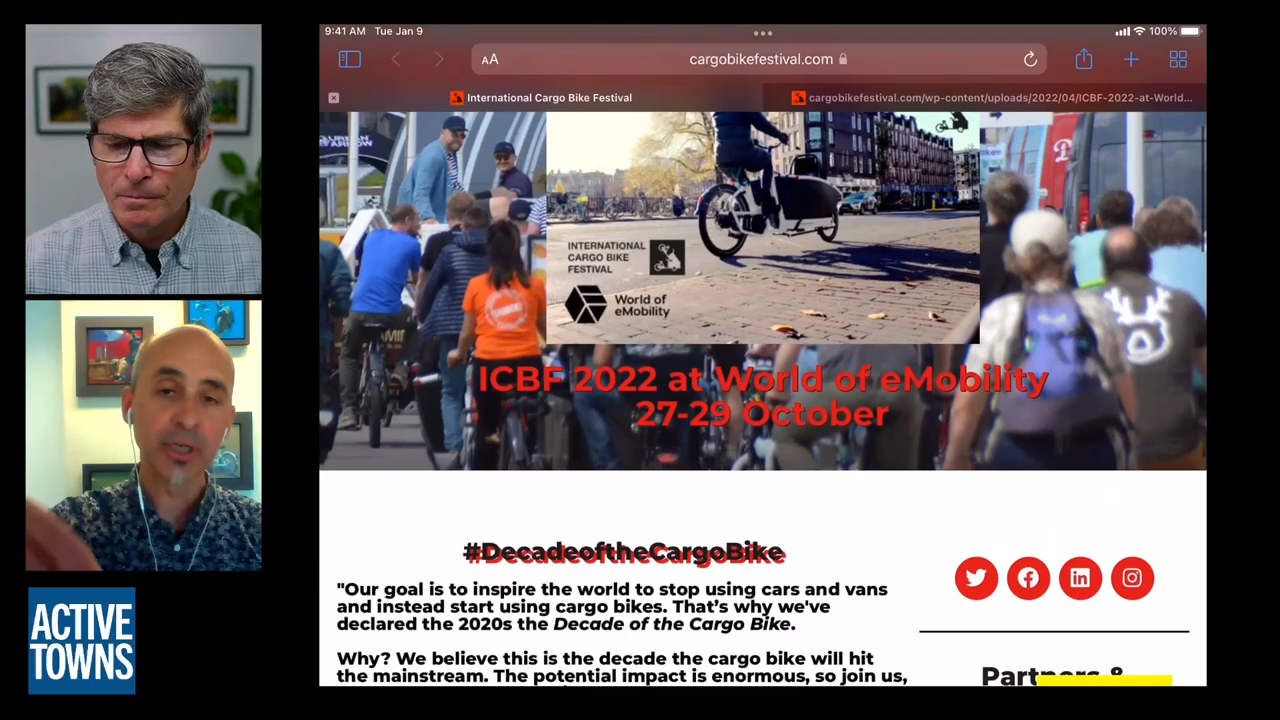 9:41 AM Tue Jan 9
100%
AA
cargobikefestival.com
International Cargo Bike Festival
cargobikefestival.com/wp-content/uploads/2022/04/ICBF-2022-at-World...
INTERNATIONAL
CARGO BIKE
FESTIVAL
World of
eMobility
ICBF 2022 at World of eMobility
27-29 October
#DecadeoftheCargoBike
"Our goal is to inspire the world to stop using cars and vans
and instead start using cargo bikes. That's why we've
declared the 2020s the Decade of the Cargo Bike.
Why? We believe this is the decade the cargo bike will hit
the mainstream. The potential impact is enormous, so join us,
Partners &
ACTIVE
TOWNS